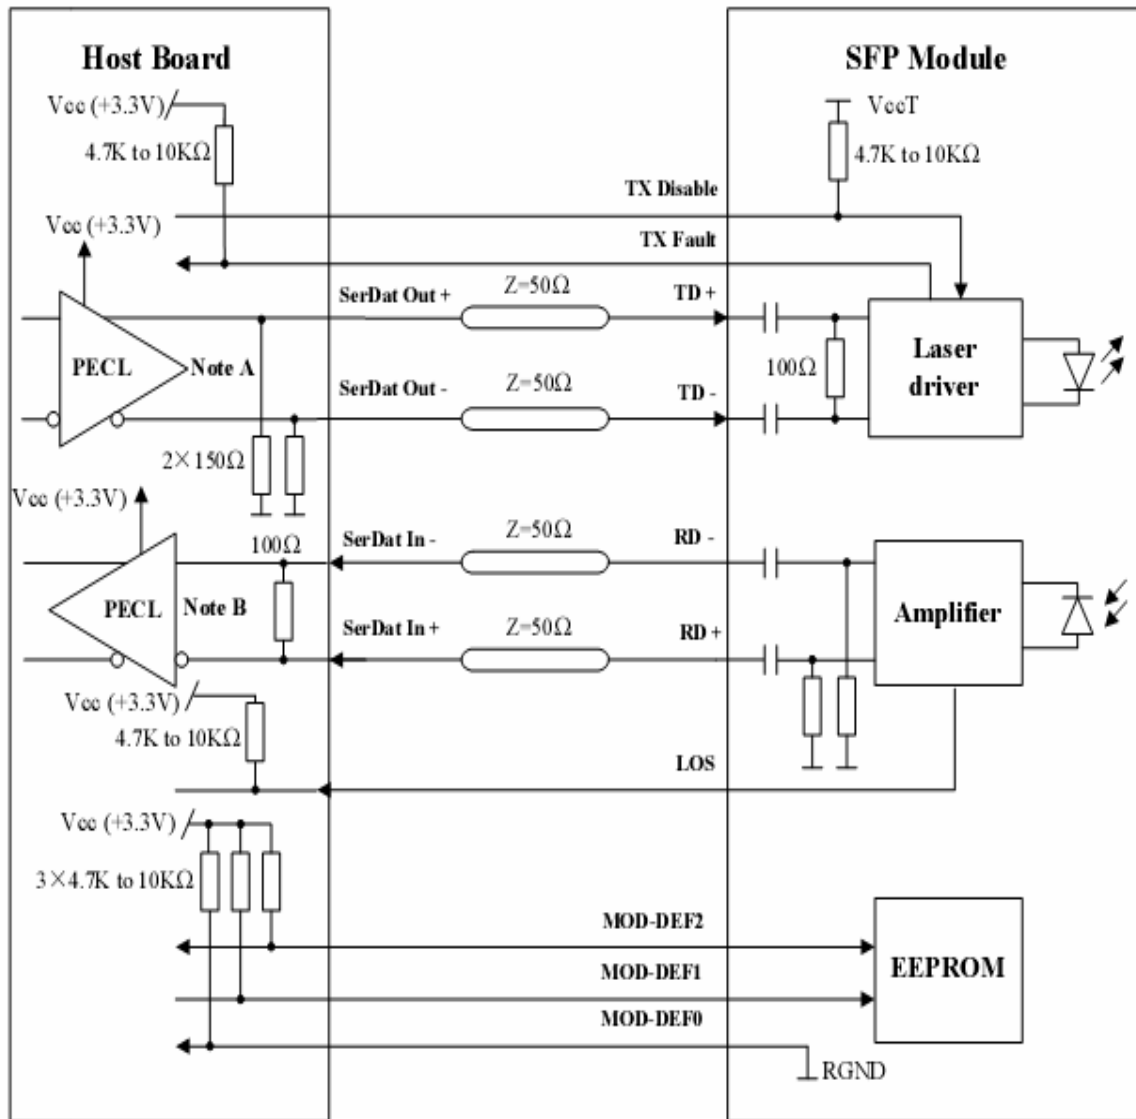 Host Board
SFP Module
Vcc (+3.3V)
VccT
4.7K to 10KΩ
4.7K to 10KΩ
TX Disable
Vcc (+3.3V)
TX Fault
SerDat Out +
Z=50Ω
TD +
PECL
Note A
100Ω
Laser
driver
SerDat Out -
Z=50Ω
TD -
2×150Ω
Vcc (+3.3V)
100Ω
SerDat In -
Z=50Ω
RD -
PECL
Note B
Amplifier
SerDat In +
Z=50Ω
RD +
Vcc (+3.3V)
4.7K to 10KΩ
LOS
Vcc (+3.3V)
3×4.7K to 10KΩ
MOD-DEF2
EEPROM
MOD-DEF1
MOD-DEF0
RGND